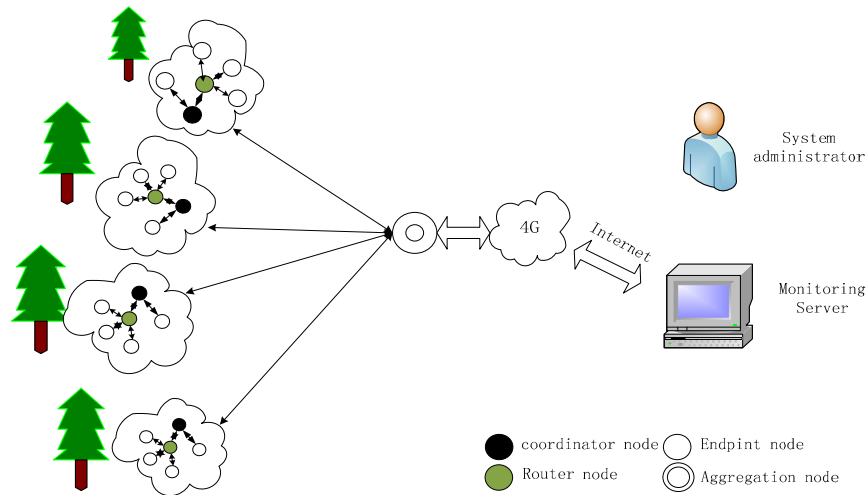 System
administrator
4G
Internet
Monitoring
Server
coordinator node
Endpint node
Router node
Aggregation node